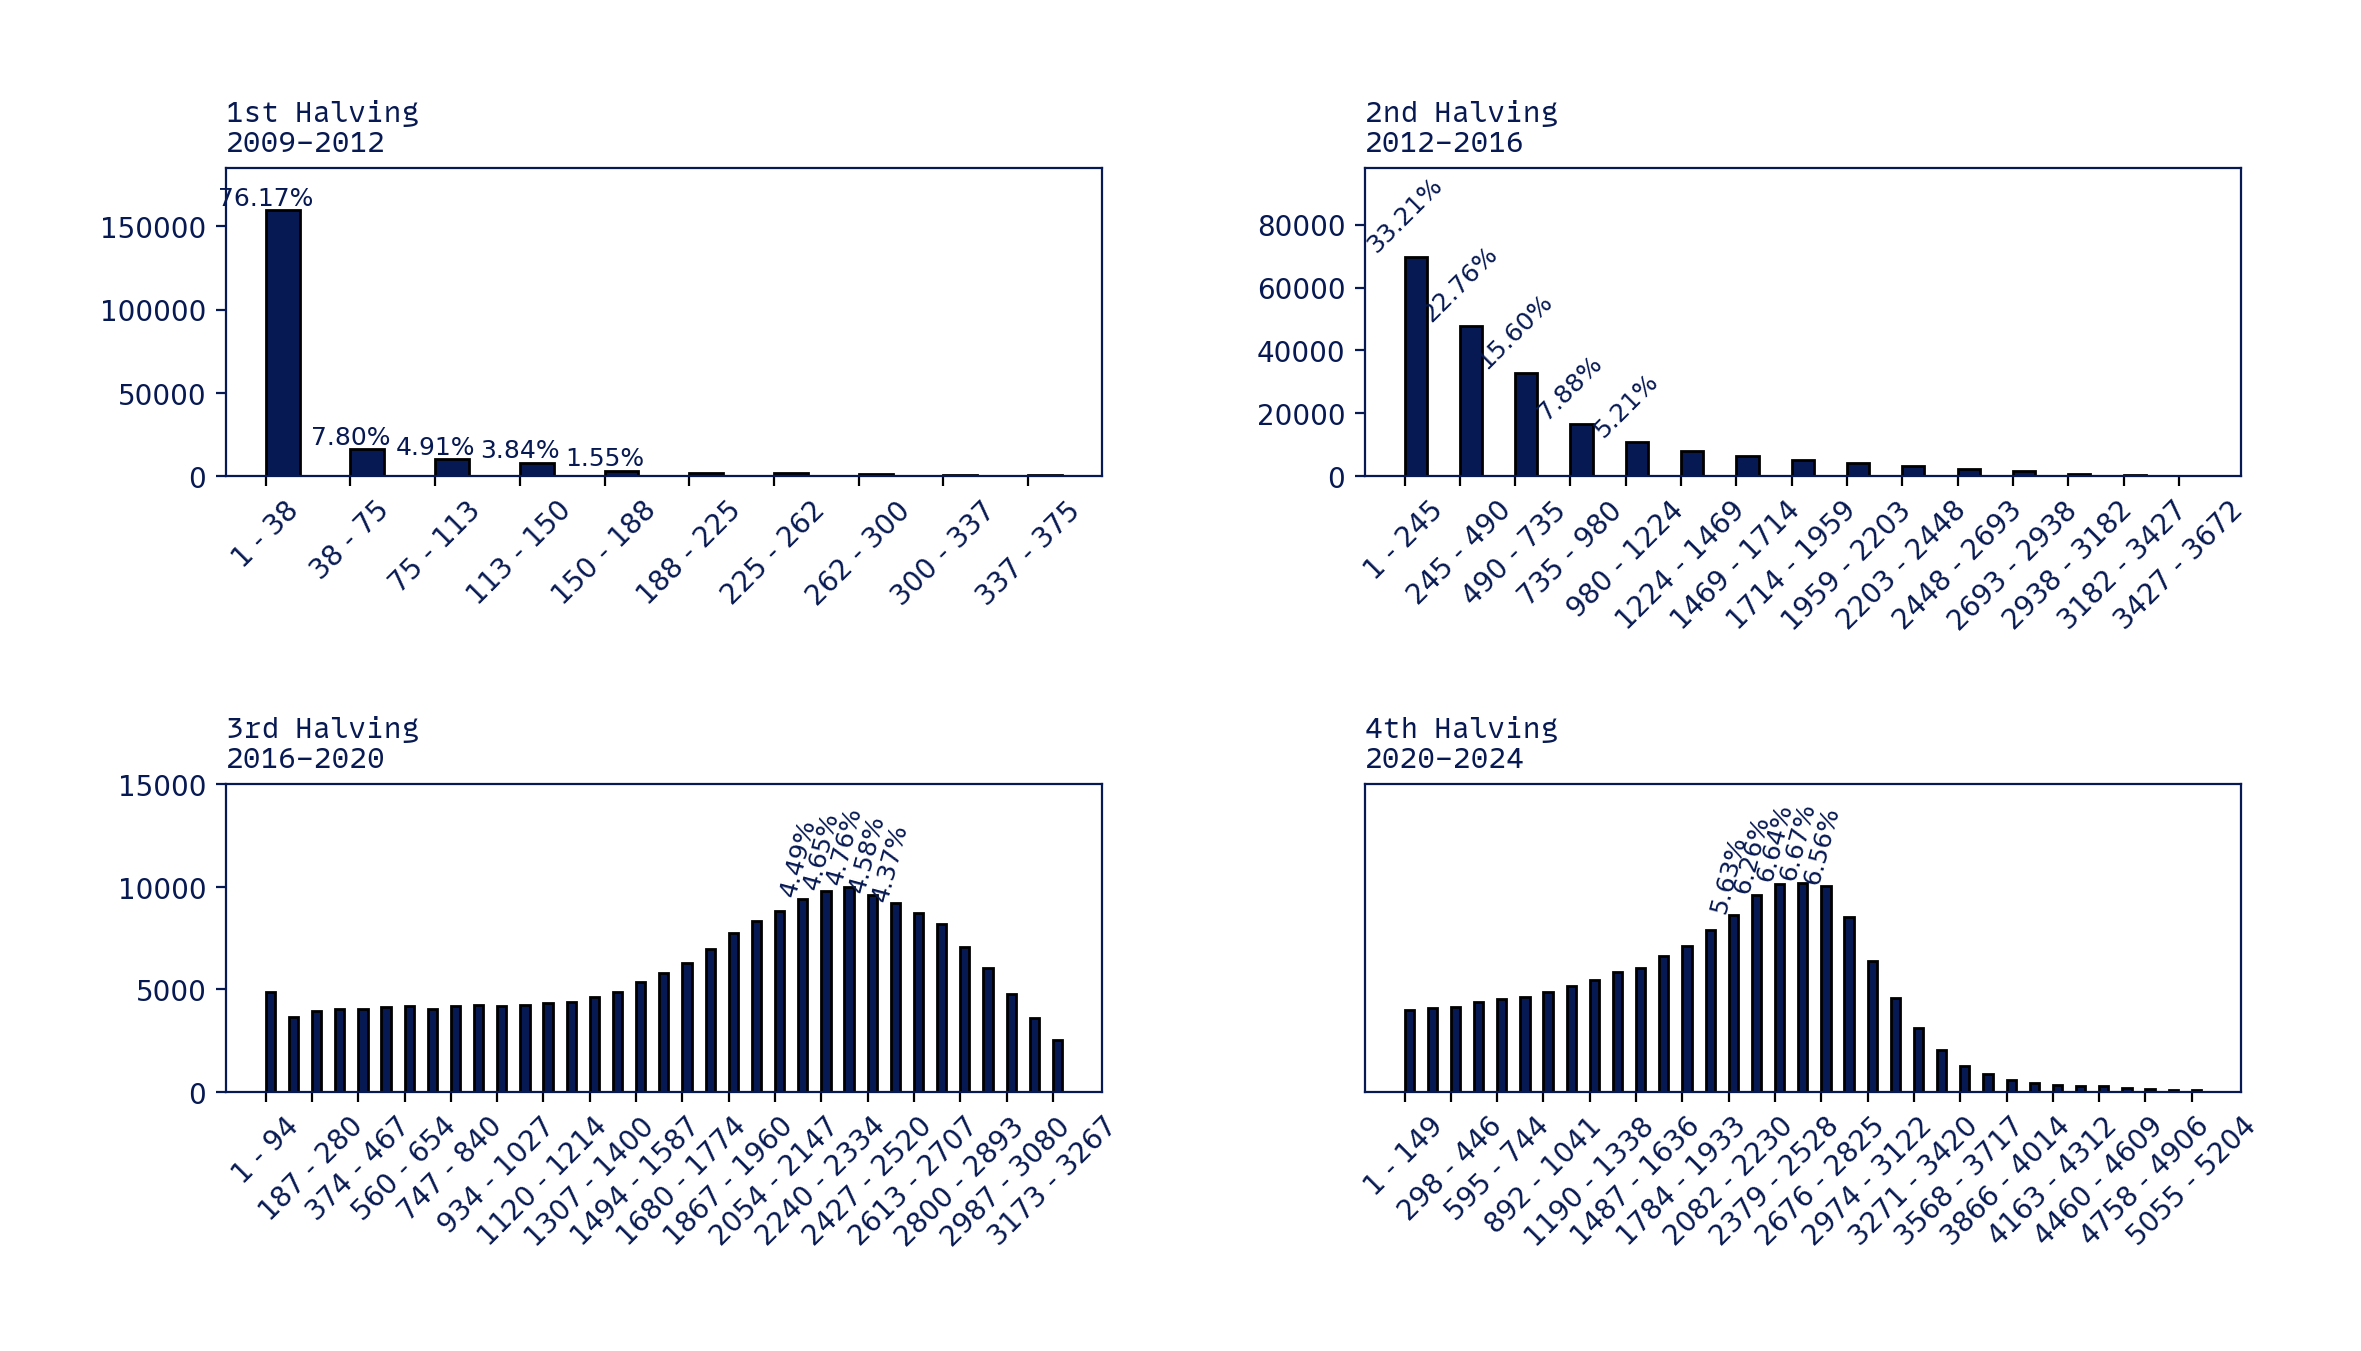 1st Halving
2009-2012
150000
100000
50000
0
76.17%
7.80%
4.91%
3.84%
1.55%
1 - 38
38 - 75
75 - 113
113 - 150
150 - 188
188 - 225
225 - 262
262 - 300
300 - 337
337 - 375
2nd Halving
2012-2016
80000
60000
40000
20000
0
33.21%
22.76%
15.60%
7.88%
5.21%
1 - 245
245 - 490
490 - 735
735 - 980
980 - 1224
1224 - 1469
1469 - 1714
1714 - 1959
1959 - 2203
2203 - 2448
2448 - 2693
2693 - 2938
2938 - 3182
3182 - 3427
3427 - 3672
3rd Halving
2016-2020
15000
10000
5000
0
4.49%
4.65%
4.76%
4.58%
4.37%
1 - 94
187 - 280
374 - 467
560 - 654
747 - 840
934 - 1027
1120 - 1214
1307 - 1400
1494 - 1587
1680 - 1774
1867 - 1960
2054 - 2147
2240 - 2334
2427 - 2520
2613 - 2707
2800 - 2893
2987 - 3080
3173 - 3267
4th Halving
2020-2024
5.63%
6.26%
6.64%
6.67%
6.56%
1 - 149
298 - 446
595 - 744
892 - 1041
1190 - 1338
1487 - 1636
1784 - 1933
2082 - 2230
2379 - 2528
2676 - 2825
2974 - 3122
3271 - 3420
3568 - 3717
3866 - 4014
4163 - 4312
4460 - 4609
4758 - 4906
5055 - 5204